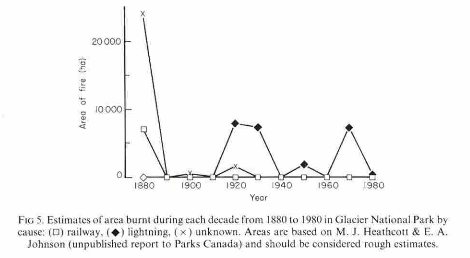 20 000
10 000
0
Area of fire (ha)
1880 1900 1920 1940 1960 1980
Year
FIG 5. Estimates of area burnt during each decade from 1880 to 1980 in Glacier National Park by
cause: (□) railway, (◆) lightning, (×) unknown. Areas are based on M. J. Heathcott & E. A.
Johnson (unpublished report to Parks Canada) and should be considered rough estimates.